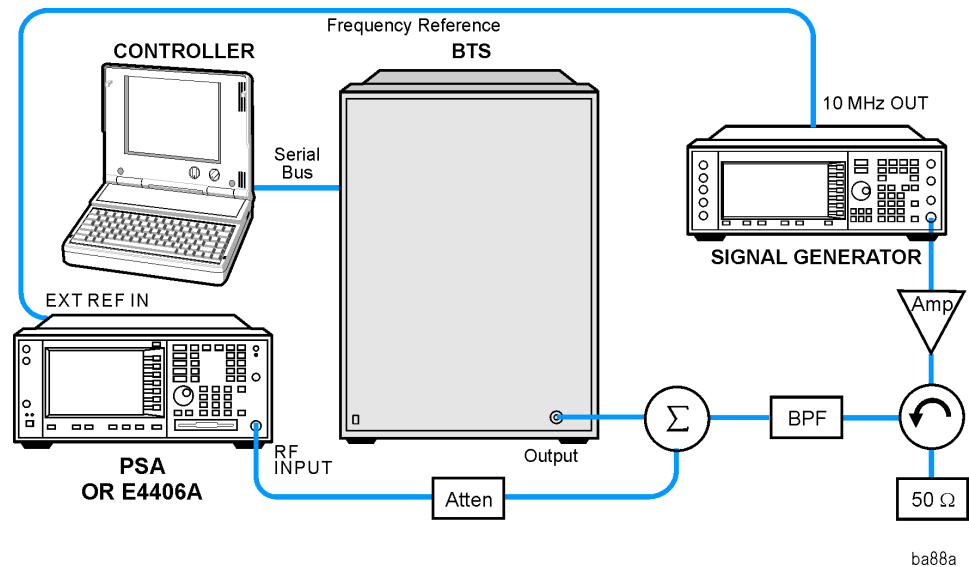 Frequency Reference
CONTROLLER
BTS
10 MHz OUT
Serial
Bus
SIGNAL GENERATOR
EXT REF IN
Amp
Σ
BPF
RF
INPUT
Output
PSA
OR E4406A
Atten
50 Ω
ba88a